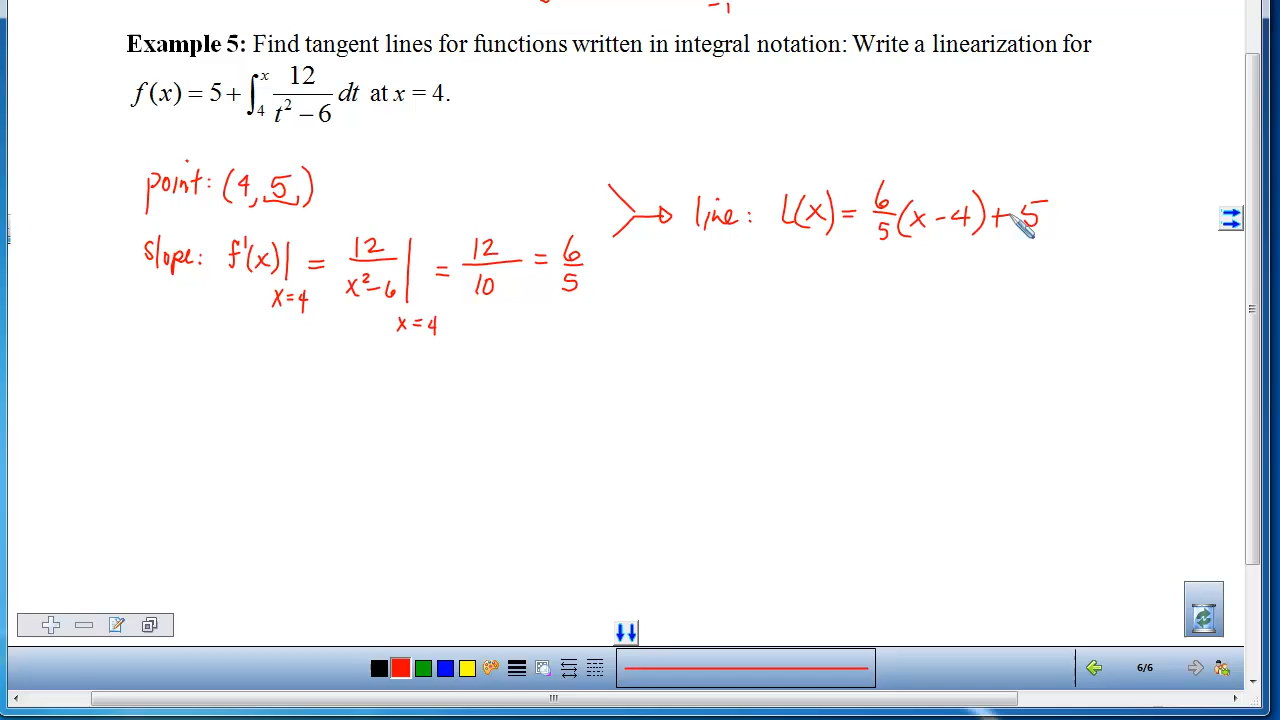 -1
Example 5: Find tangent lines for functions written in integral notation: Write a linearization for
f(x) = 5 + ∫₄ˣ 12/(t² − 6) dt at x = 4.
point: (4, 5)
slope: f'(x)|ₓ₌₄ = 12/(x² − 6)|ₓ₌₄ = 12/10 = 6/5
line: L(x) = 6/5 (x − 4) + 5
6/6